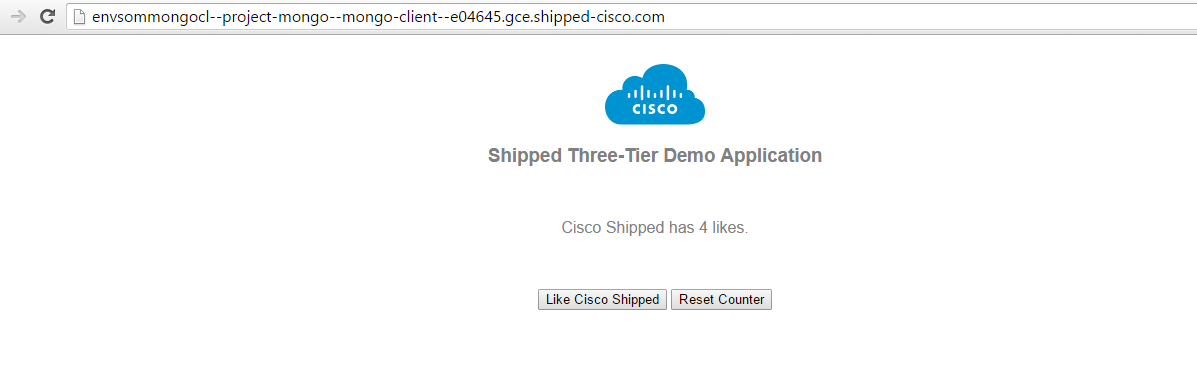 envsommongocl--project-mongo--mongo-client--e04645.gce.shipped-cisco.com
CISCO
Shipped Three-Tier Demo Application
Cisco Shipped has 4 likes.
Like Cisco Shipped Reset Counter